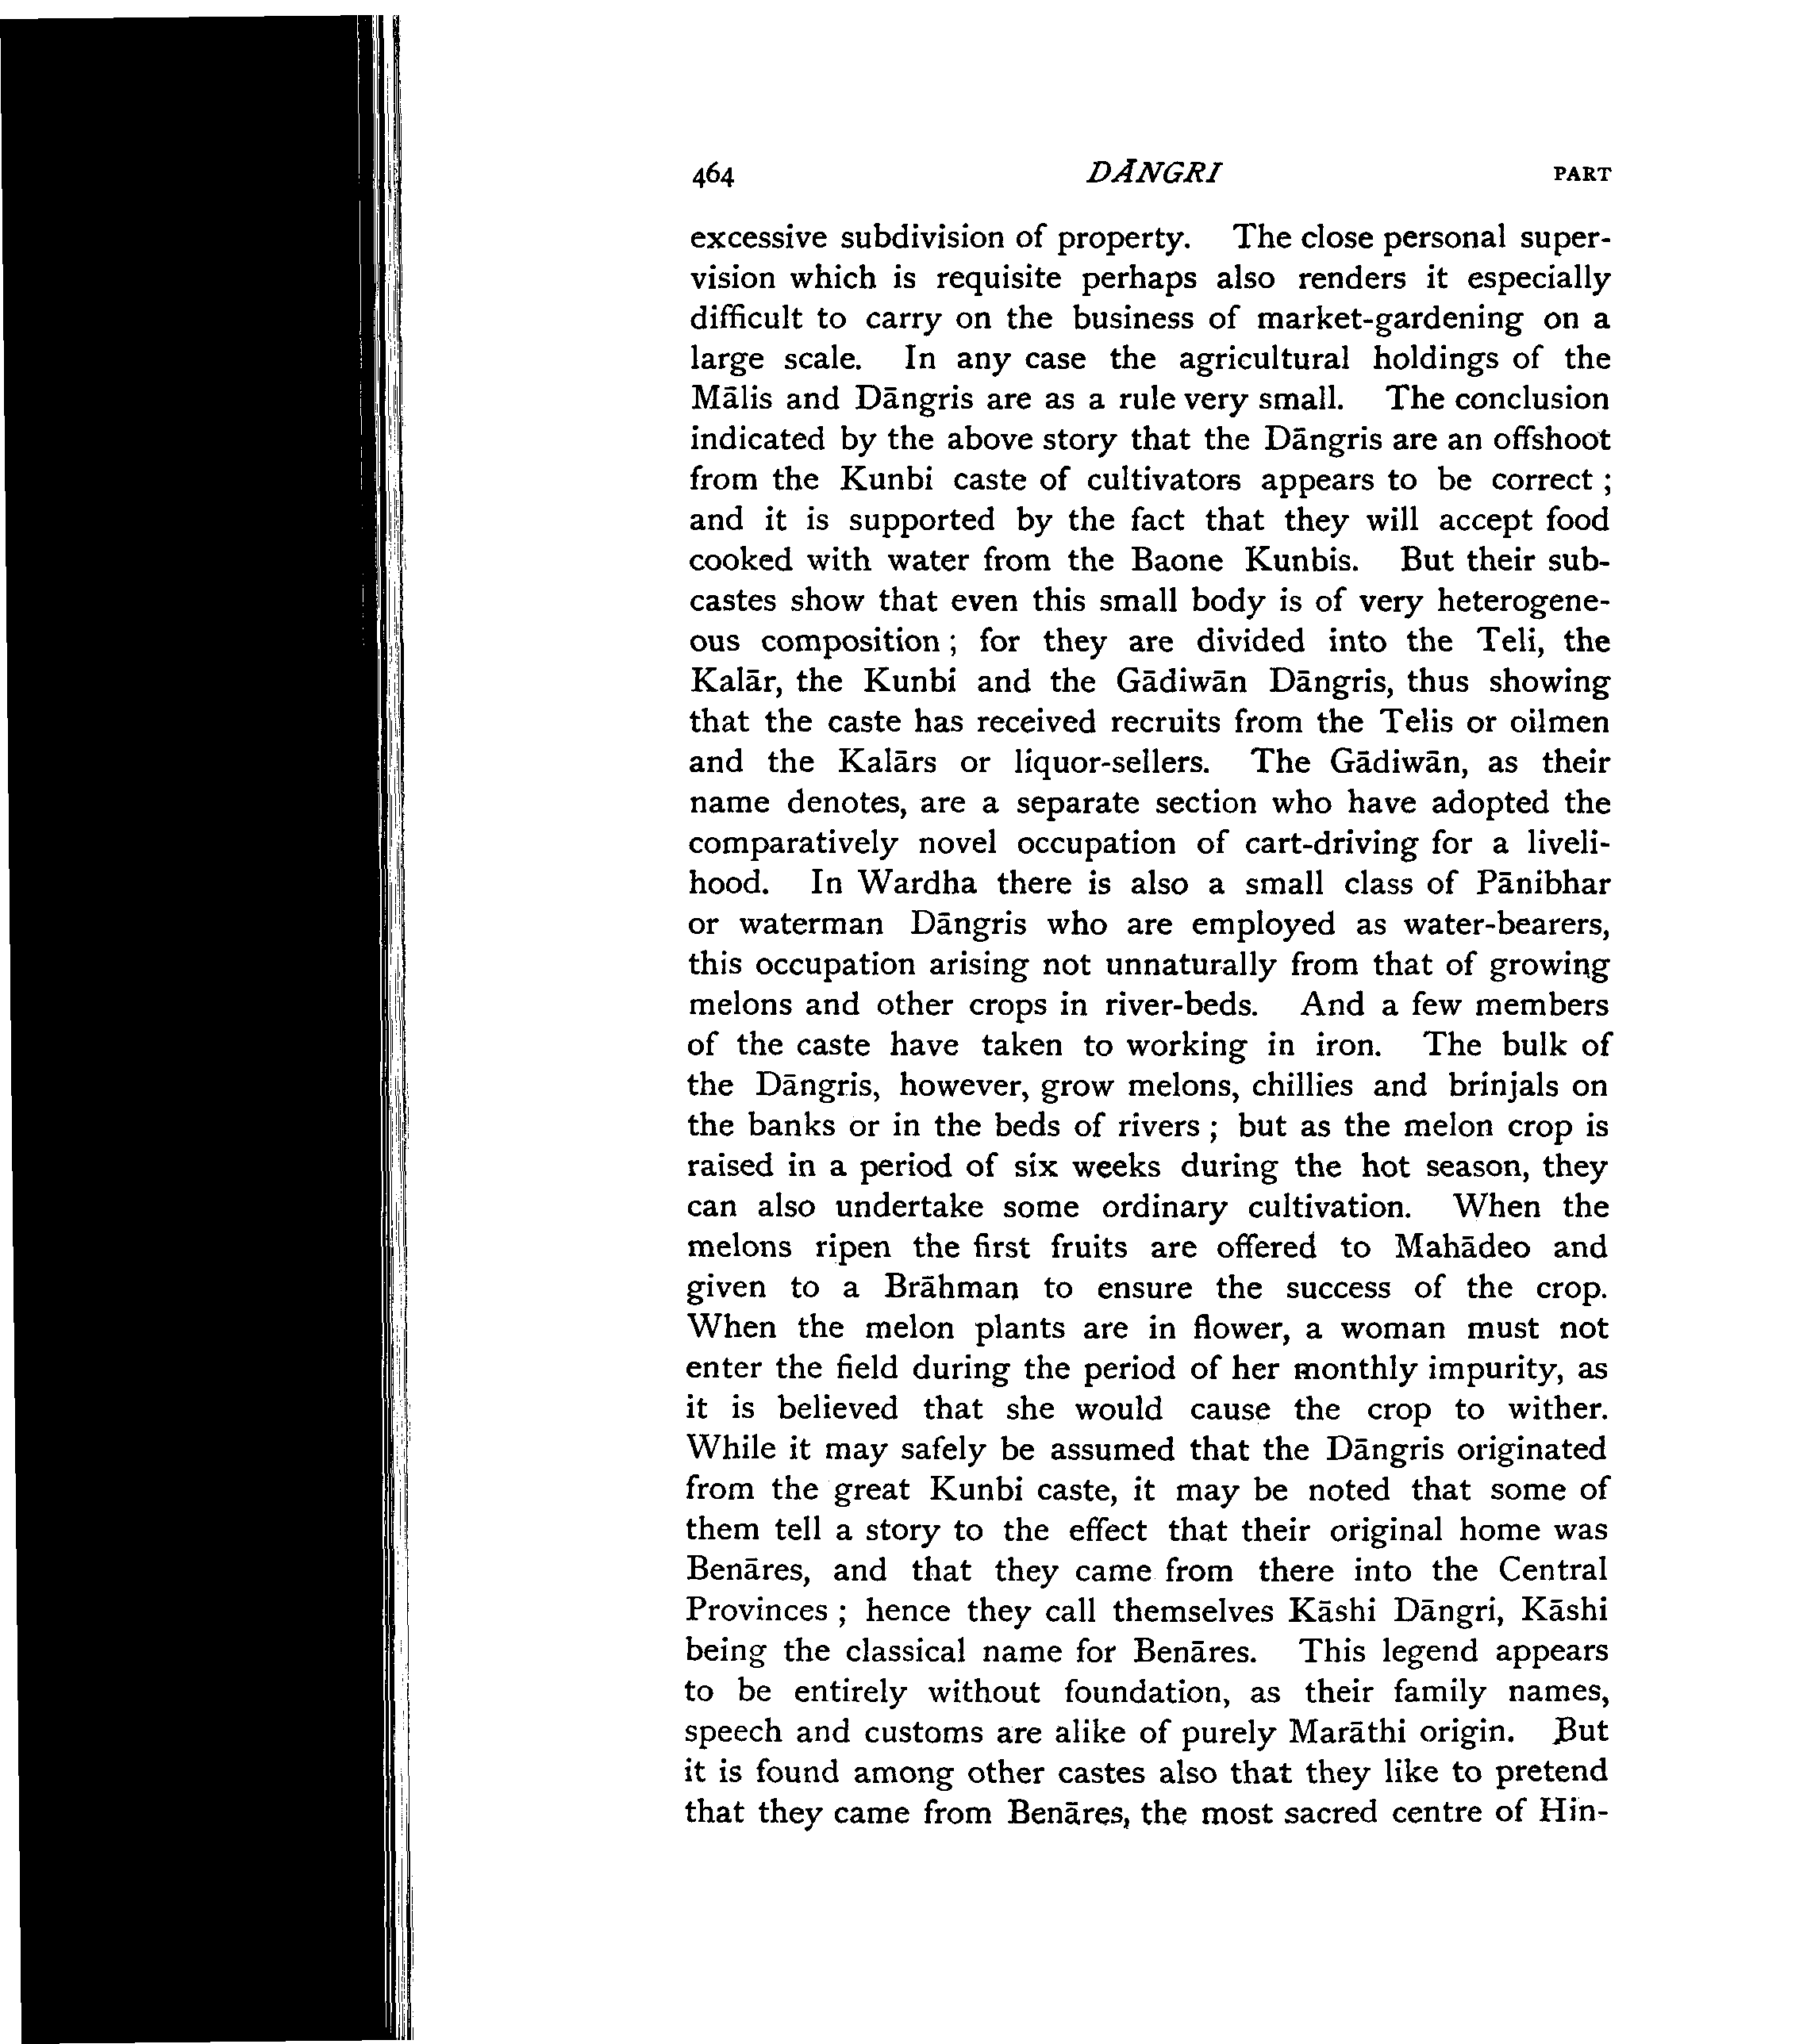 464 DĀNGRI PART
excessive subdivision of property. The close personal super-
vision which is requisite perhaps also renders it especially
difficult to carry on the business of market-gardening on a
large scale. In any case the agricultural holdings of the
Mālis and Dāngris are as a rule very small. The conclusion
indicated by the above story that the Dāngris are an offshoot
from the Kunbi caste of cultivators appears to be correct ;
and it is supported by the fact that they will accept food
cooked with water from the Baone Kunbis. But their sub-
castes show that even this small body is of very heterogene-
ous composition ; for they are divided into the Teli, the
Kalār, the Kunbi and the Gādiwān Dāngris, thus showing
that the caste has received recruits from the Telis or oilmen
and the Kalārs or liquor-sellers. The Gādiwān, as their
name denotes, are a separate section who have adopted the
comparatively novel occupation of cart-driving for a liveli-
hood. In Wardha there is also a small class of Pānibhar
or waterman Dāngris who are employed as water-bearers,
this occupation arising not unnaturally from that of growing
melons and other crops in river-beds. And a few members
of the caste have taken to working in iron. The bulk of
the Dāngris, however, grow melons, chillies and brinjals on
the banks or in the beds of rivers ; but as the melon crop is
raised in a period of six weeks during the hot season, they
can also undertake some ordinary cultivation. When the
melons ripen the first fruits are offered to Mahādeo and
given to a Brāhman to ensure the success of the crop.
When the melon plants are in flower, a woman must not
enter the field during the period of her monthly impurity, as
it is believed that she would cause the crop to wither.
While it may safely be assumed that the Dāngris originated
from the great Kunbi caste, it may be noted that some of
them tell a story to the effect that their original home was
Benāres, and that they came from there into the Central
Provinces ; hence they call themselves Kāshi Dāngri, Kāshi
being the classical name for Benāres. This legend appears
to be entirely without foundation, as their family names,
speech and customs are alike of purely Marāthi origin. But
it is found among other castes also that they like to pretend
that they came from Benāres, the most sacred centre of Hin-